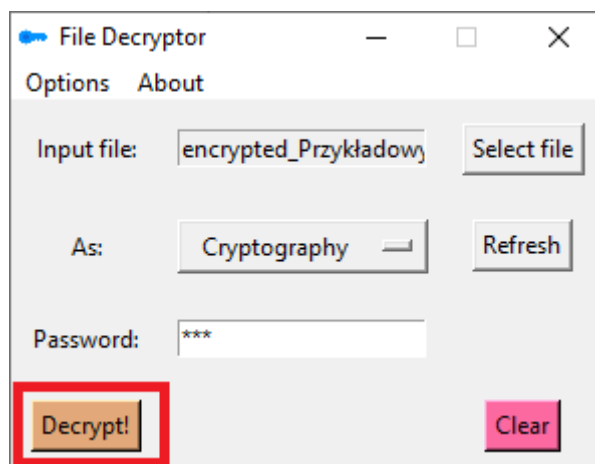 File Decryptor
Options About
Input file: encrypted_Przykładowy Select file
As: Cryptography Refresh
Password: ***
Decrypt! Clear